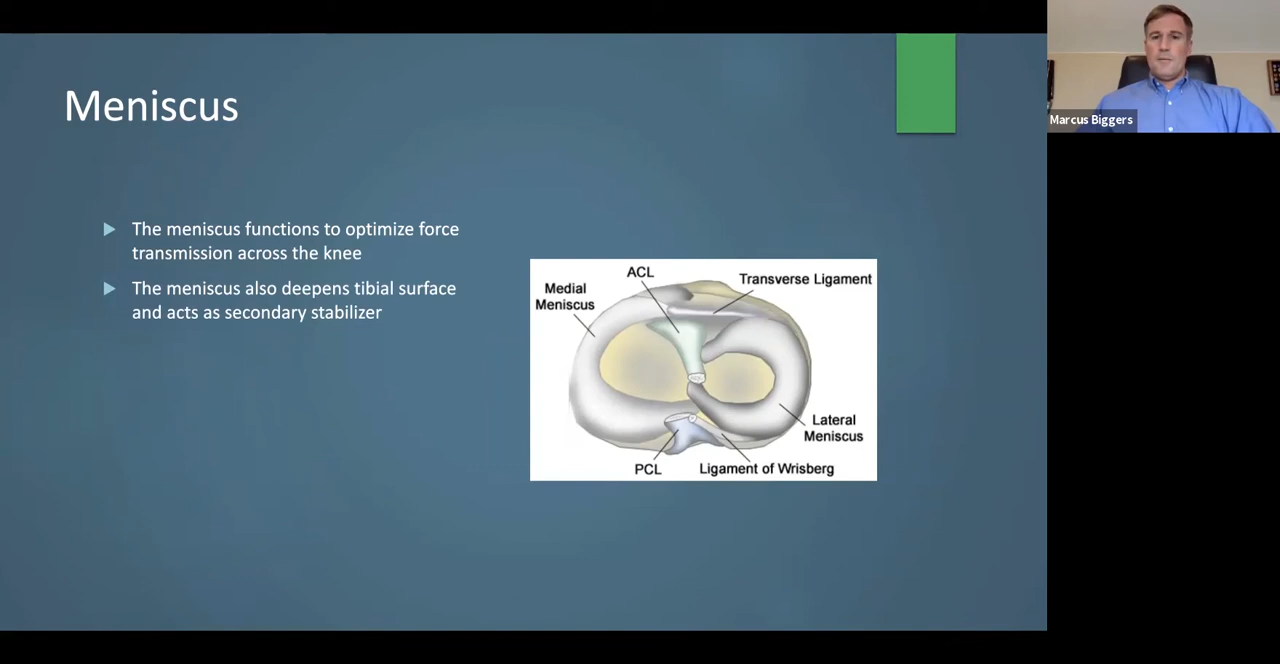 Meniscus
The meniscus functions to optimize force
transmission across the knee
The meniscus also deepens tibial surface
and acts as secondary stabilizer
ACL
Transverse Ligament
Medial
Meniscus
Lateral
Meniscus
PCL
Ligament of Wrisberg
Marcus Biggers